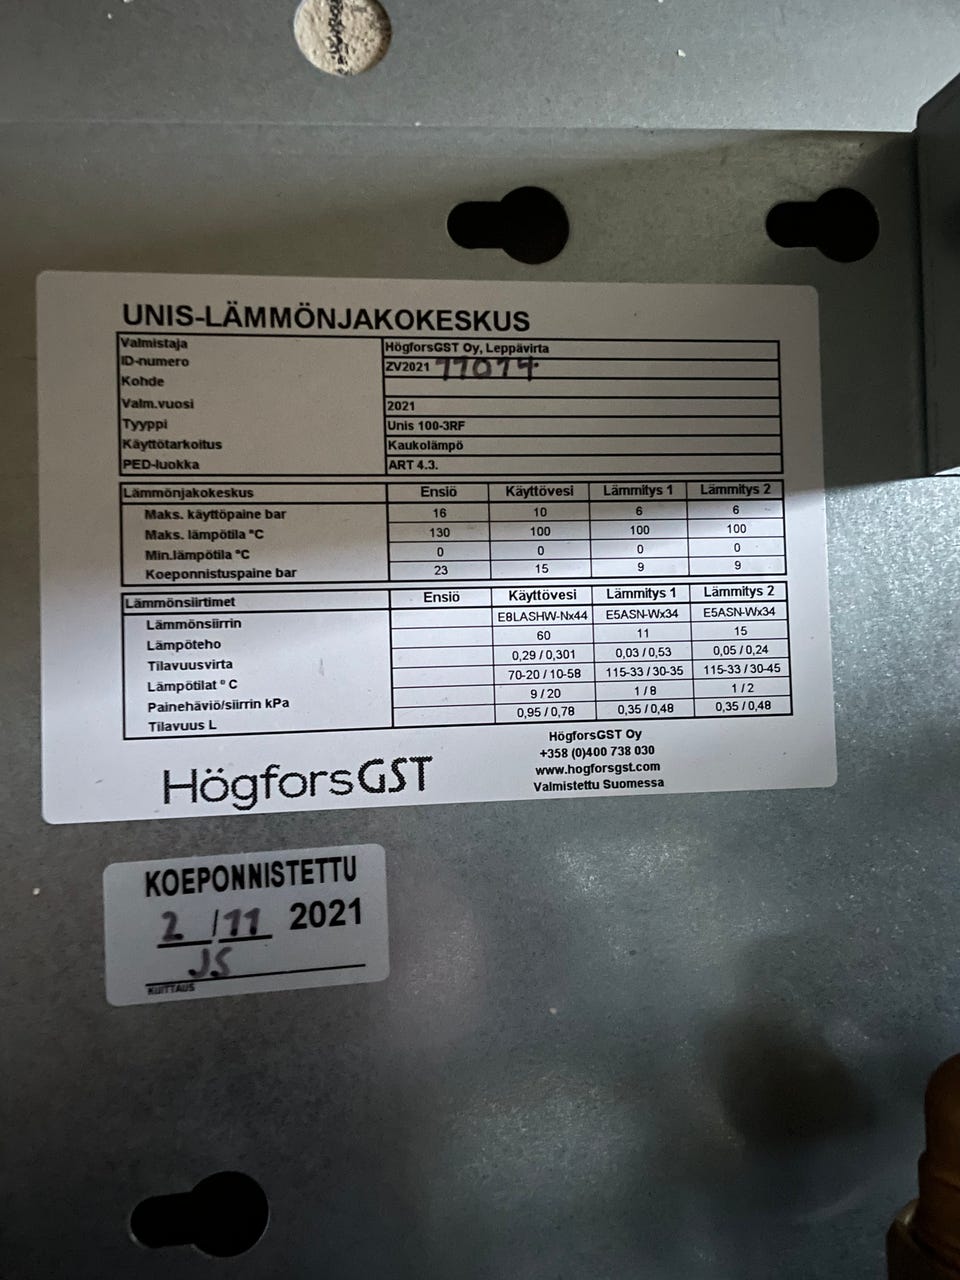 UNIS-LÄMMÖNJAKOKESKUS
Valmistaja HögforsGST Oy, Leppävirta
ID-numero ZV2021 77074
Kohde
Valm.vuosi 2021
Tyyppi Unis 100-3RF
Käyttötarkoitus Kaukolämpö
PED-luokka ART 4.3.
Lämmönjakokeskus Ensiö Käyttövesi Lämmitys 1 Lämmitys 2
Maks. käyttöpaine bar 16 10 6 6
Maks. lämpötila °C 130 100 100 100
Min.lämpötila °C 0 0 0 0
Koeponnistuspaine bar 23 15 9 9
Lämmönsiirtimet Ensiö Käyttövesi Lämmitys 1 Lämmitys 2
Lämmönsiirrin E8LASHW-Nx44 E5ASN-Wx34 E5ASN-Wx34
Lämpöteho 60 11 15
Tilavuusvirta 0,29 / 0,301 0,03 / 0,53 0,05 / 0,24
Lämpötilat ° C 70-20 / 10-58 115-33 / 30-35 115-33 / 30-45
Painehäviö/siirrin kPa 9 / 20 1 / 8 1 / 2
Tilavuus L 0,95 / 0,78 0,35 / 0,48 0,35 / 0,48
HögforsGST
HögforsGST Oy
+358 (0)400 738 030
www.hogforsgst.com
Valmistettu Suomessa
KOEPONNISTETTU
2 / 11 2021
JS
KUITTAUS